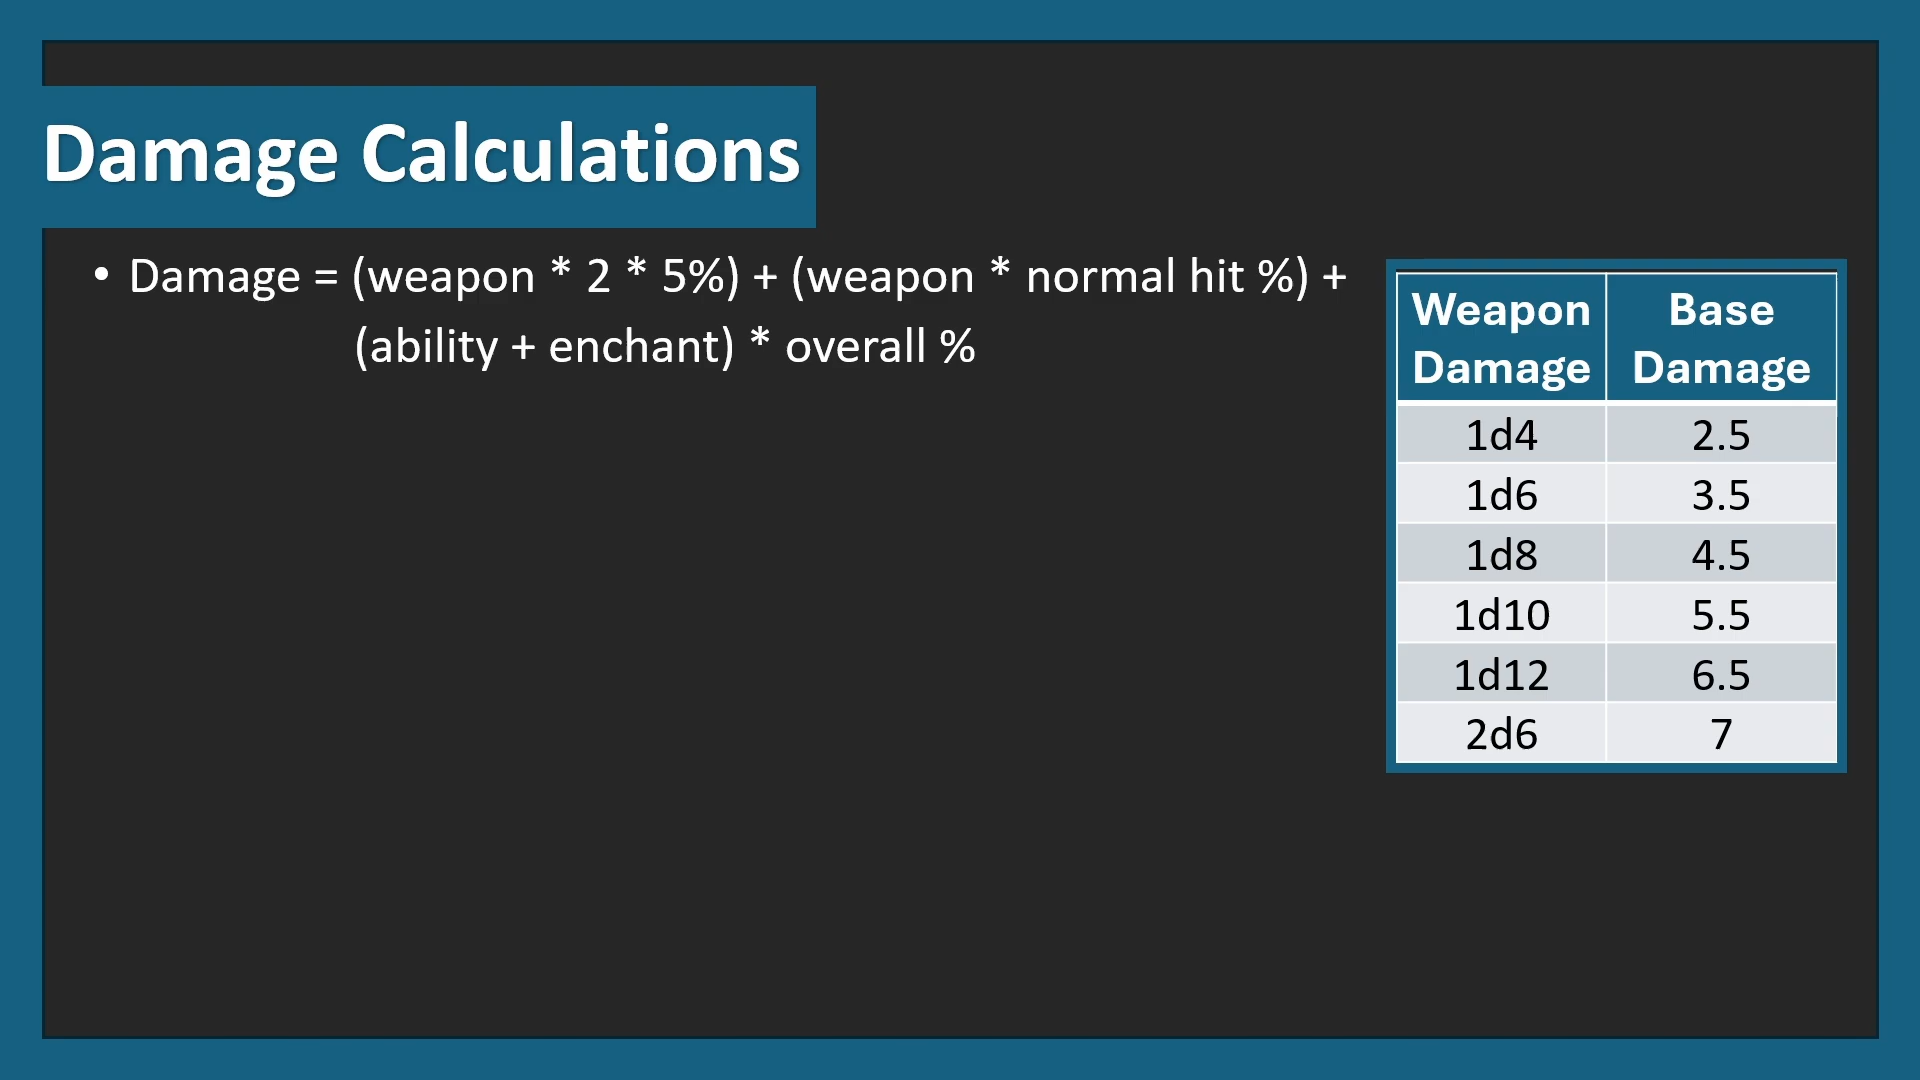 Damage Calculations
• Damage = (weapon * 2 * 5%) + (weapon * normal hit %) +
(ability + enchant) * overall %
Weapon Damage Base Damage
1d4 2.5
1d6 3.5
1d8 4.5
1d10 5.5
1d12 6.5
2d6 7